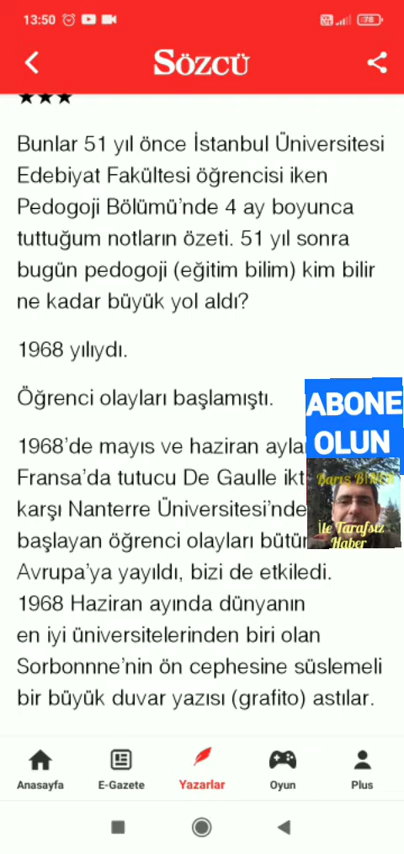 13:50
78
SÖZCÜ
★★★
Bunlar 51 yıl önce İstanbul Üniversitesi
Edebiyat Fakültesi öğrencisi iken
Pedogoji Bölümü'nde 4 ay boyunca
tuttuğum notların özeti. 51 yıl sonra
bugün pedogoji (eğitim bilim) kim bilir
ne kadar büyük yol aldı?
1968 yılıydı.
Öğrenci olayları başlamıştı.
1968'de mayıs ve haziran ayla
Fransa'da tutucu De Gaulle ikt
karşı Nanterre Üniversitesi'nde
başlayan öğrenci olayları bütü
Avrupa'ya yayıldı, bizi de etkiledi.
1968 Haziran ayında dünyanın
en iyi üniversitelerinden biri olan
Sorbonnne'nin ön cephesine süslemeli
bir büyük duvar yazısı (grafito) astılar.
ABONE
OLUN
Barış
İle Tarafsız
Haber
Anasayfa
E-Gazete
Yazarlar
Oyun
Plus